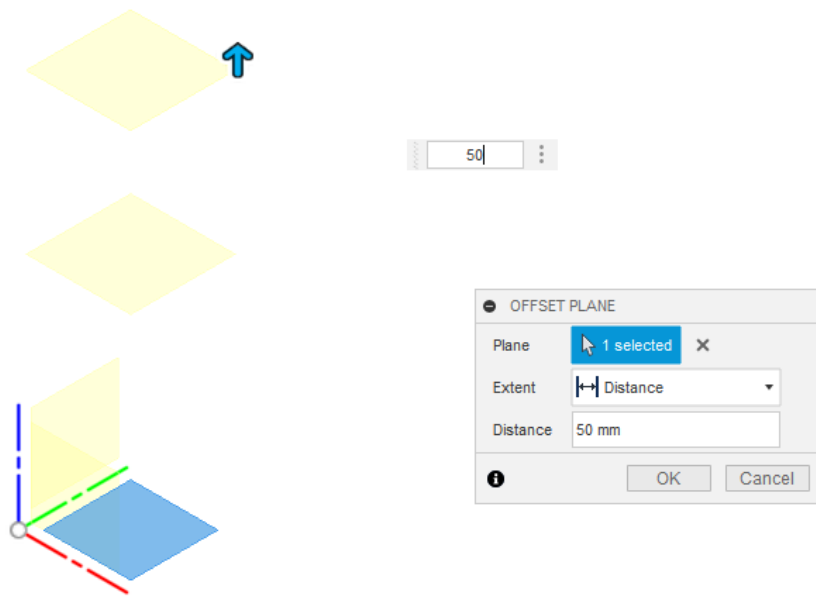 50
OFFSET PLANE
Plane 1 selected
Extent Distance
Distance 50 mm
OK Cancel